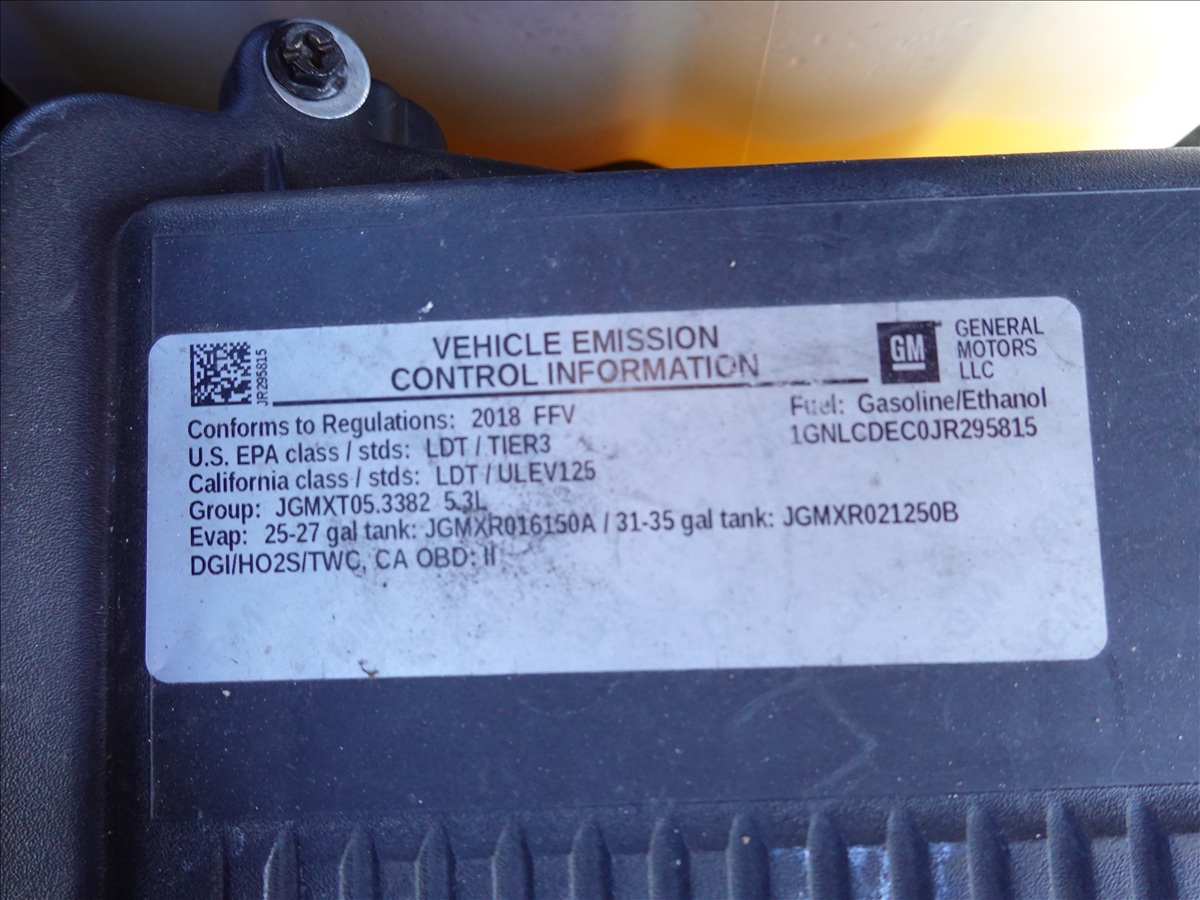 JR295815
VEHICLE EMISSION
CONTROL INFORMATION
GM
GENERAL
MOTORS
LLC
Conforms to Regulations: 2018 FFV
Fuel: Gasoline/Ethanol
U.S. EPA class / stds: LDT / TIER3
1GNLCDEC0JR295815
California class / stds: LDT / ULEV125
Group: JGMXT05.3382 5.3L
Evap: 25-27 gal tank: JGMXR016150A / 31-35 gal tank: JGMXR021250B
DGI/HO2S/TWC, CA OBD: II